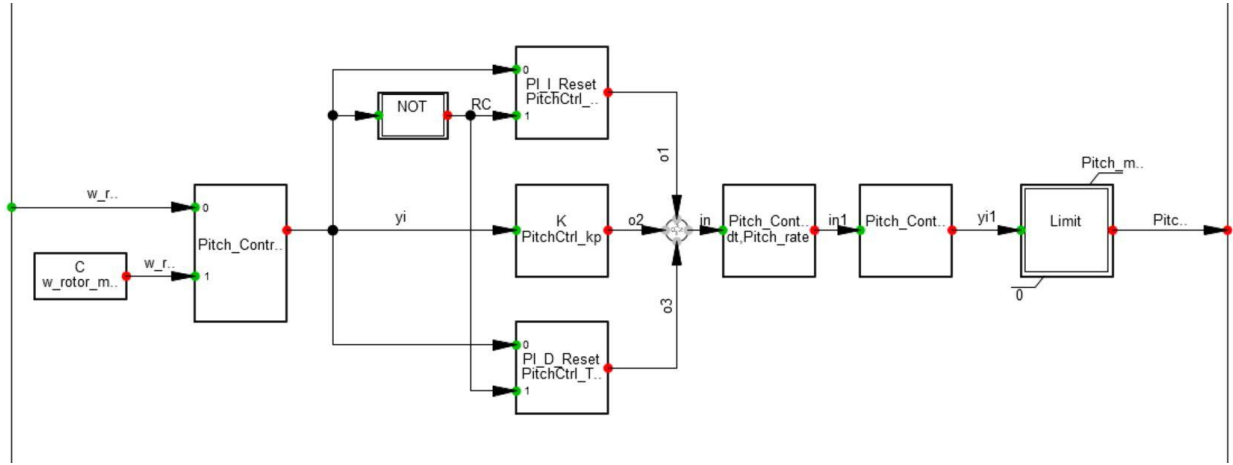 0
PI_I_Reset
PitchCtrl_..
1
NOT
RC
o1
w_r..
0
Pitch_Contr..
C
w_rotor_m..
w_r..
1
yi
K
PitchCtrl_kp
o2
in
Pitch_Cont..
dt,Pitch_rate
in1
Pitch_Cont..
yi1
Pitch_m..
Limit
0
Pitc..
o3
0
PI_D_Reset
PitchCtrl_T..
1